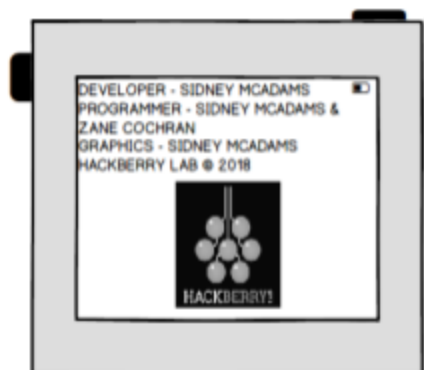 DEVELOPER - SIDNEY MCADAMS
PROGRAMMER - SIDNEY MCADAMS &
ZANE COCHRAN
GRAPHICS - SIDNEY MCADAMS
HACKBERRY LAB © 2018
HACKBERRY!